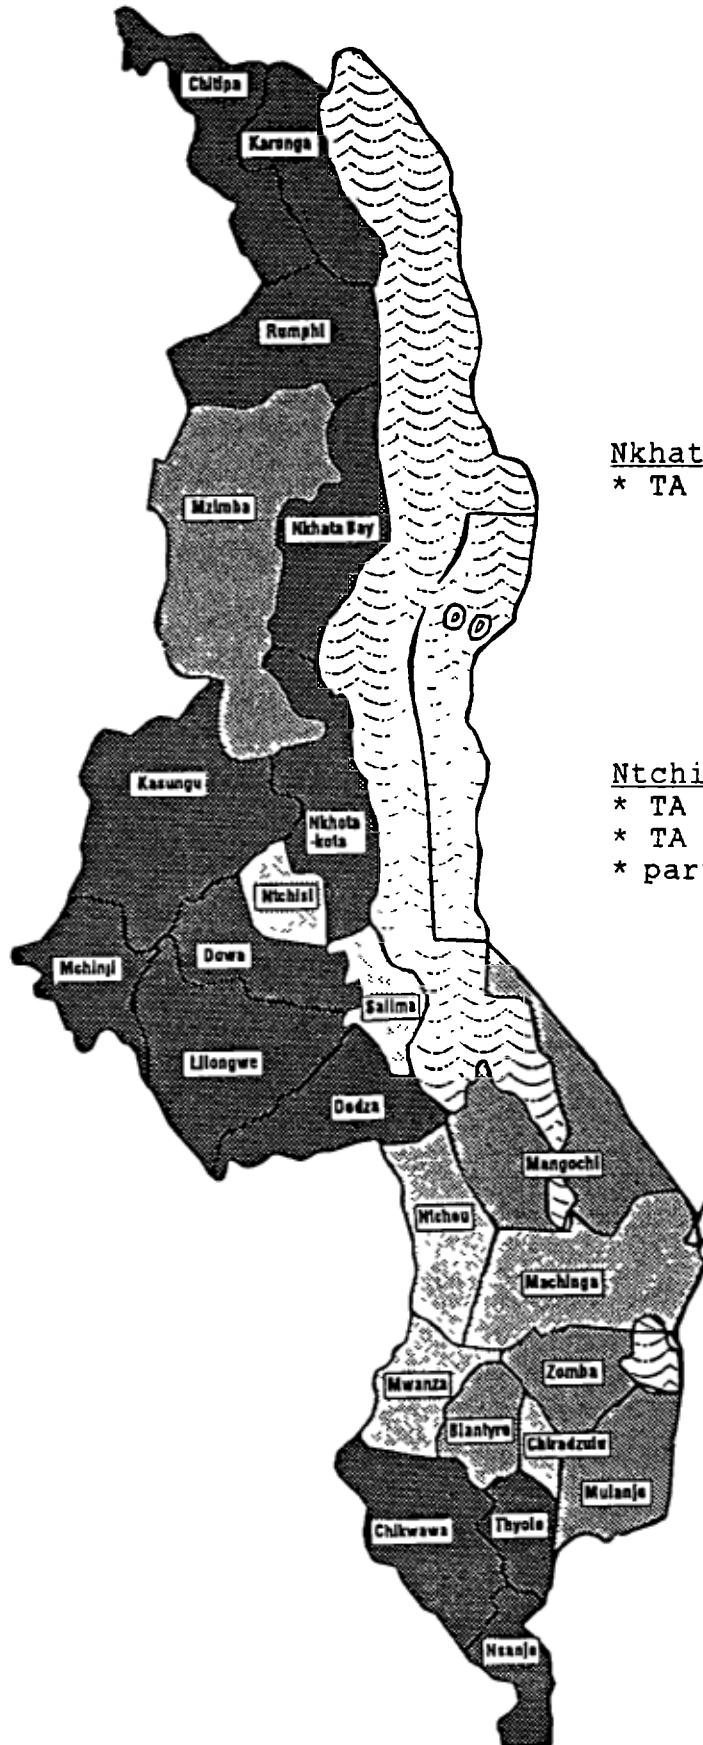 Chitipa
Karonga
Rumphi
Nkhat
* TA
Mzimba
Nkhata Bay
Ntchi
* TA
* TA
* par
Kasungu
Nkhota
-kota
Ntchisi
Dowa
Mchinji
Salima
Lilongwe
Dedza
Mangochi
Ntcheu
Machinga
Zomba
Mwanza
Blantyre
Chiradzulu
Mulanje
Chikwawa
Thyolo
Nsanje